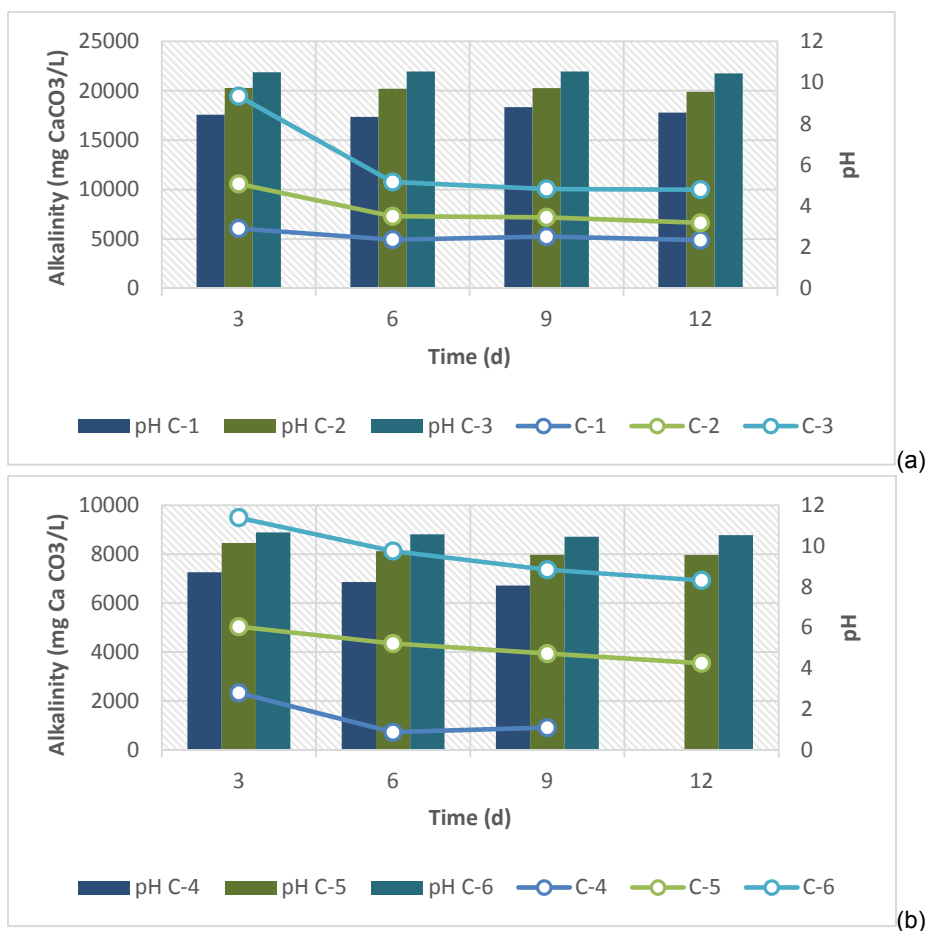 25000
20000
15000
10000
5000
0
Alkalinity (mg CaCO3/L)
12
10
8
6
4
2
0
pH
3 6 9 12
Time (d)
pH C-1 pH C-2 pH C-3 C-1 C-2 C-3
(a)
10000
8000
6000
4000
2000
0
Alkalinity (mg Ca CO3/L)
12
10
8
6
4
2
0
pH
3 6 9 12
Time (d)
pH C-4 pH C-5 pH C-6 C-4 C-5 C-6
(b)